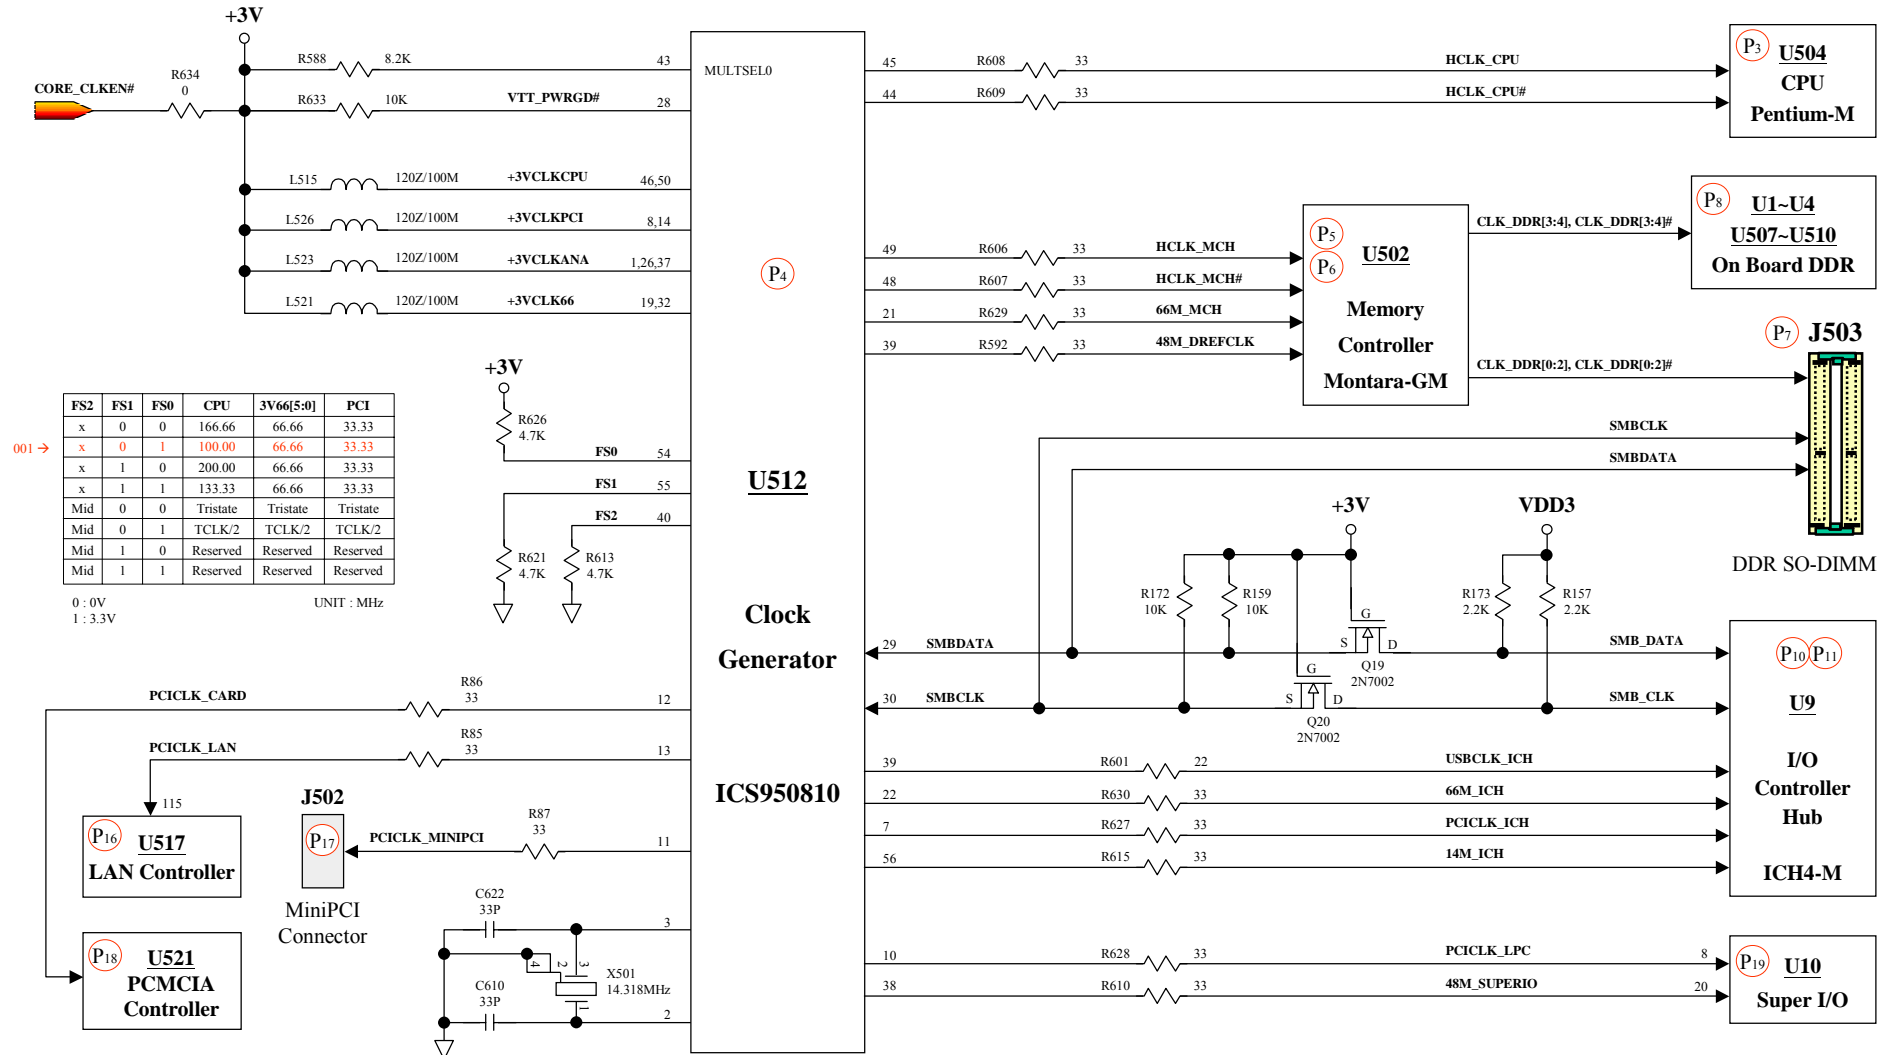 +3V
CORE_CLKEN#
R634
0
R588 8.2K 43
R633 10K VTT_PWRGD# 28
L515 120Z/100M +3VCLKCPU 46,50
L526 120Z/100M +3VCLKPCI 8,14
L523 120Z/100M +3VCLKANA 1,26,37
L521 120Z/100M +3VCLK66 19,32
+3V
R626
4.7K
FS0 54
FS1 55
FS2 40
R621
4.7K
R613
4.7K
FS2 FS1 FS0 CPU 3V66[5:0] PCI
x 0 0 166.66 66.66 33.33
001 → x 0 1 100.00 66.66 33.33
x 1 0 200.00 66.66 33.33
x 1 1 133.33 66.66 33.33
Mid 0 0 Tristate Tristate Tristate
Mid 0 1 TCLK/2 TCLK/2 TCLK/2
Mid 1 0 Reserved Reserved Reserved
Mid 1 1 Reserved Reserved Reserved
0 : 0V UNIT : MHz
1 : 3.3V
PCICLK_CARD
R86
33
12
PCICLK_LAN
R85
33
13
115
P16
U517
LAN Controller
J502
P17
MiniPCI
Connector
PCICLK_MINIPCI
R87
33
11
P18
U521
PCMCIA
Controller
C622
33P
3
4 2 3
X501
14.318MHz
1
C610
33P
2
MULTSEL0
P4
U512
Clock
Generator
ICS950810
45 R608 33 HCLK_CPU
44 R609 33 HCLK_CPU#
P3
U504
CPU
Pentium-M
49 R606 33 HCLK_MCH
48 R607 33 HCLK_MCH#
21 R629 33 66M_MCH
39 R592 33 48M_DREFCLK
P5
P6
U502
Memory
Controller
Montara-GM
CLK_DDR[3:4], CLK_DDR[3:4]#
P8
U1~U4
U507~U510
On Board DDR
CLK_DDR[0:2], CLK_DDR[0:2]#
P7 J503
SMBCLK
SMBDATA
DDR SO-DIMM
+3V
VDD3
R172
10K
R159
10K
R173
2.2K
R157
2.2K
29 SMBDATA
G
S D
Q19
2N7002
SMB_DATA
30 SMBCLK
G
S D
Q20
2N7002
SMB_CLK
39 R601 22 USBCLK_ICH
22 R630 33 66M_ICH
7 R627 33 PCICLK_ICH
56 R615 33 14M_ICH
P10 P11
U9
I/O
Controller
Hub
ICH4-M
10 R628 33 PCICLK_LPC 8
38 R610 33 48M_SUPERIO 20
P19
U10
Super I/O